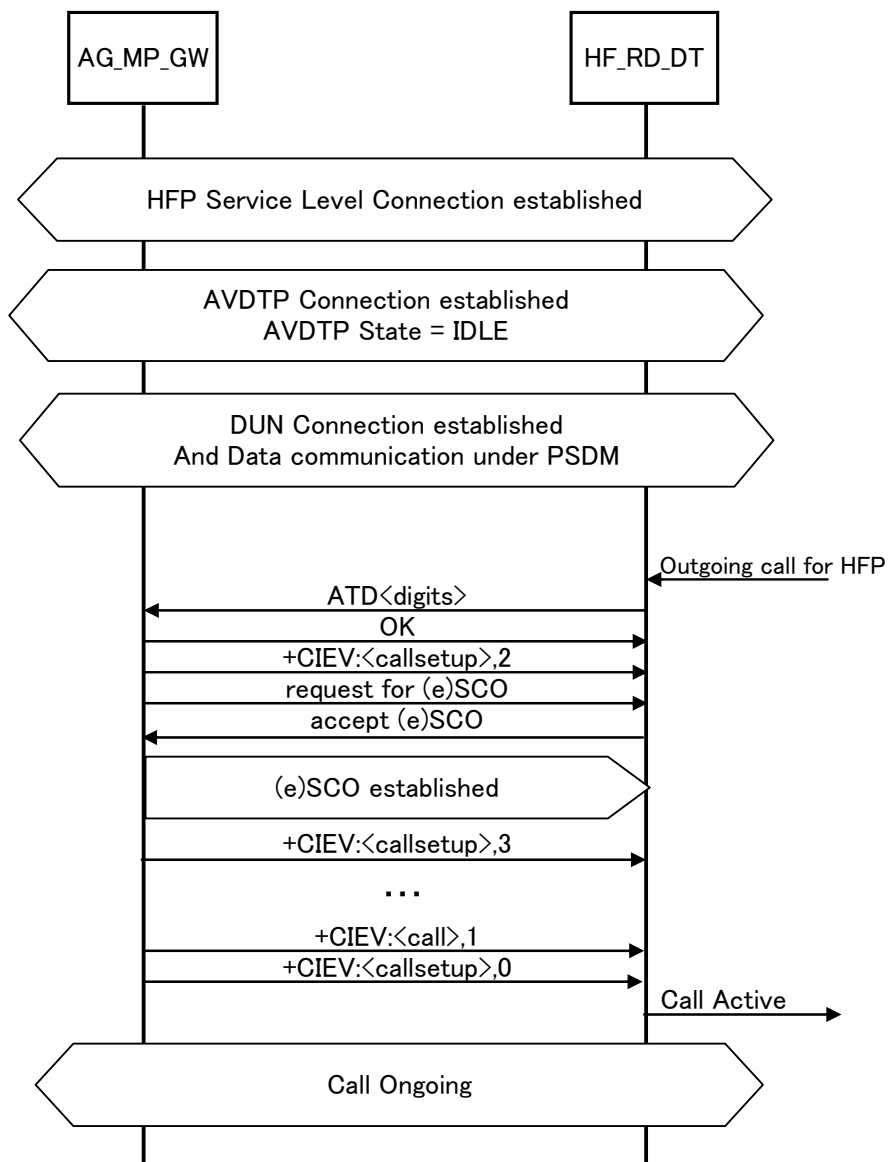 AG_MP_GW
HF_RD_DT
HFP Service Level Connection established
AVDTP Connection established
AVDTP State = IDLE
DUN Connection established
And Data communication under PSDM
Outgoing call for HFP
ATD<digits>
OK
+CIEV:<callsetup>,2
request for (e)SCO
accept (e)SCO
(e)SCO established
+CIEV:<callsetup>,3
...
+CIEV:<call>,1
+CIEV:<callsetup>,0
Call Active
Call Ongoing